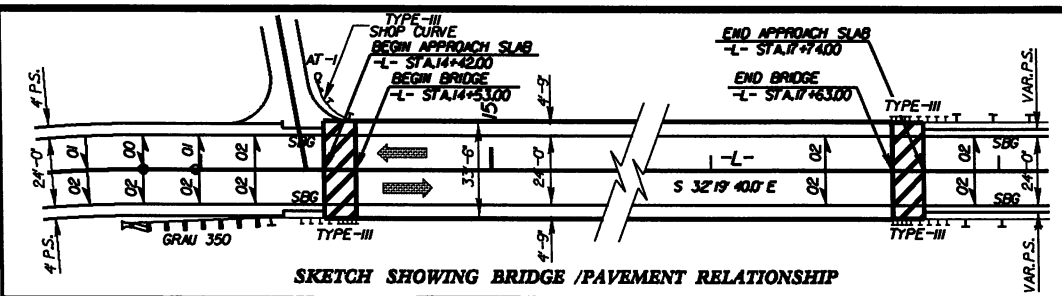 TYPE-III
SHOP CURVE
BEGIN APPROACH SLAB
-L- STA.14+42.00
BEGIN BRIDGE
-L- STA.14+53.00
AT-1
END APPROACH SLAB
-L- STA.17+74.00
END BRIDGE
-L- STA.17+63.00
TYPE-III
4' P.S.
24'-0"
4' P.S.
01
00
01
02
02
02
02
02
SBG
SBG
GRAU 350
TYPE-III
15
4'-9"
33'-6"
24'-0"
4'-9"
-L-
S 32°19' 40.0" E
02
02
SBG
SBG
02
02
TYPE-III
VAR.P.S.
24'-0"
VAR.P.S.
SKETCH SHOWING BRIDGE /PAVEMENT RELATIONSHIP